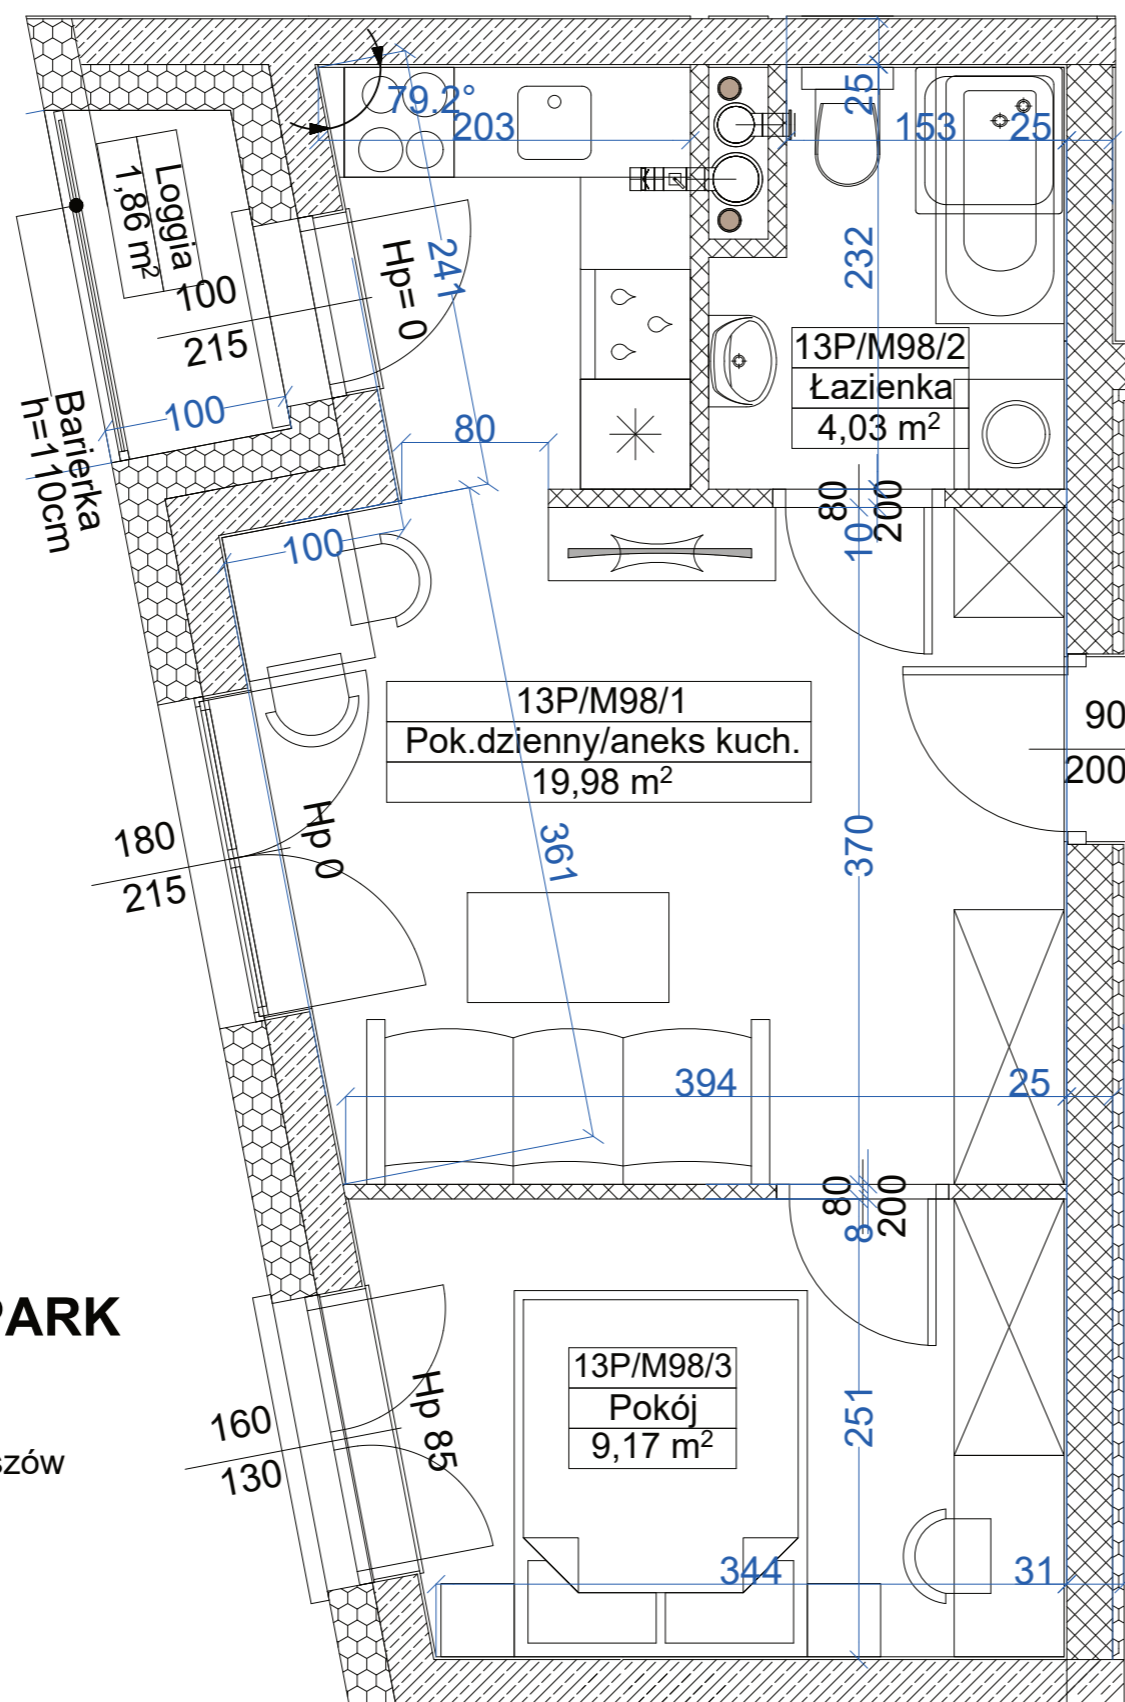 79.2°
203
25
153
25
Loggia
1,86 m²
100
215
Hp= 0
241
232
13P/M98/2
Łazienka
4,03 m²
Barierka
h=110cm
100
80
80
200
10
100
13P/M98/1
Pok.dzienny/aneks kuch.
19,98 m²
90
200
180
215
Hp 0
361
370
394
25
80
200
8
PARK
13P/M98/3
Pokój
9,17 m²
Hp 85
251
160
130
szów
344
31